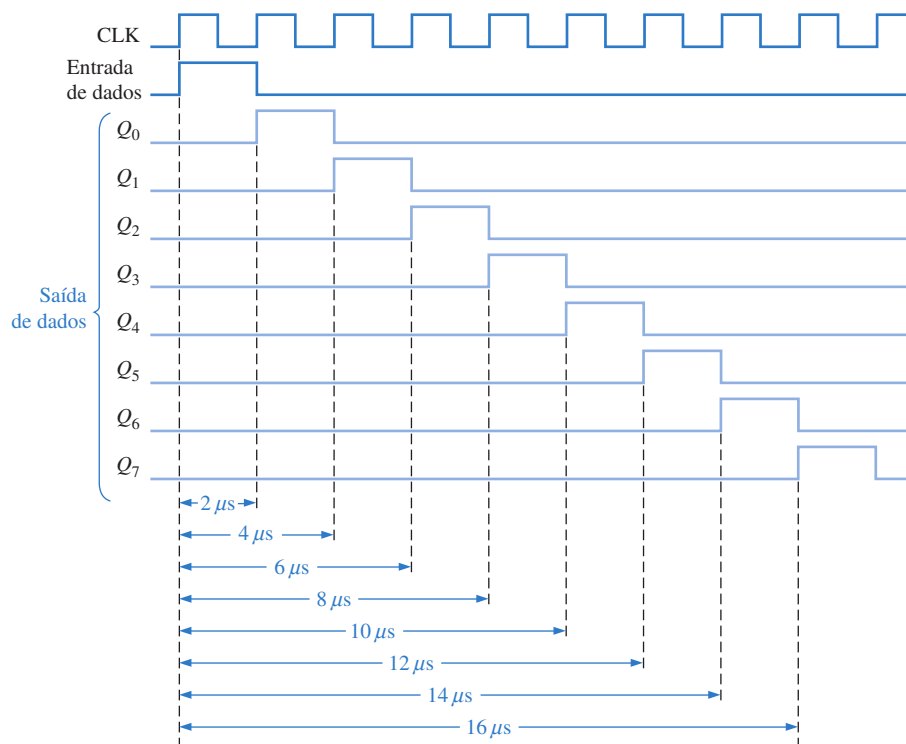 CLK
Entrada
de dados
Q0
Q1
Q2
Q3
Saída
de dados
Q4
Q5
Q6
Q7
2 μs
4 μs
6 μs
8 μs
10 μs
12 μs
14 μs
16 μs